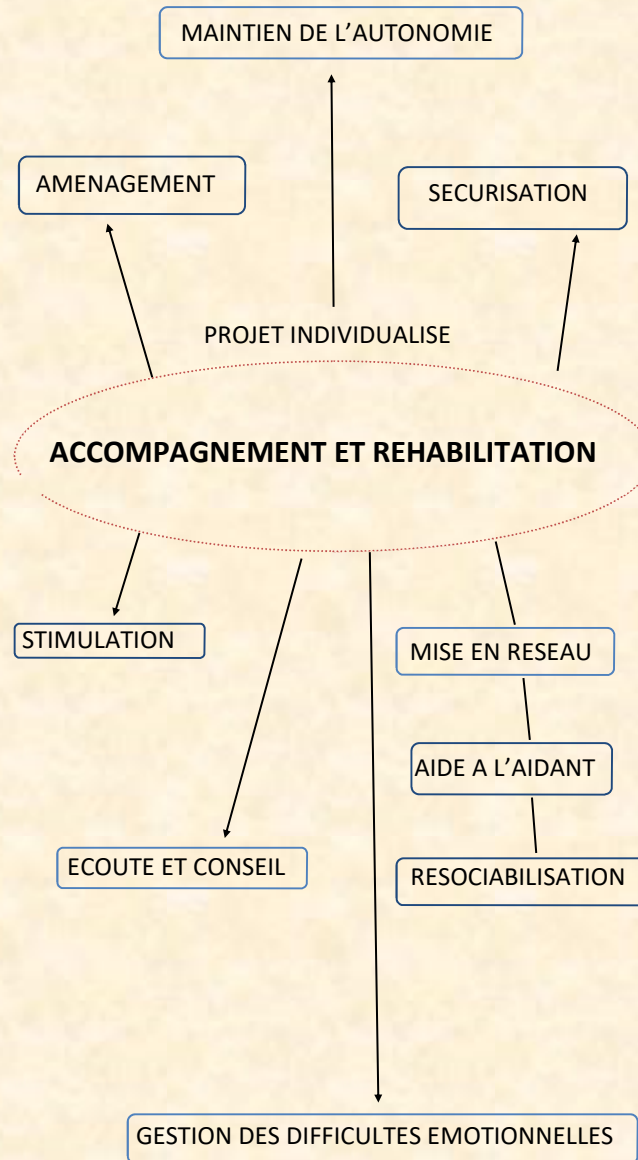 MAINTIEN DE L’AUTONOMIE
AMENAGEMENT
SECURISATION
PROJET INDIVIDUALISE
ACCOMPAGNEMENT ET REHABILITATION
STIMULATION
MISE EN RESEAU
AIDE A L’AIDANT
ECOUTE ET CONSEIL
RESOCIABILISATION
GESTION DES DIFFICULTES EMOTIONNELLES